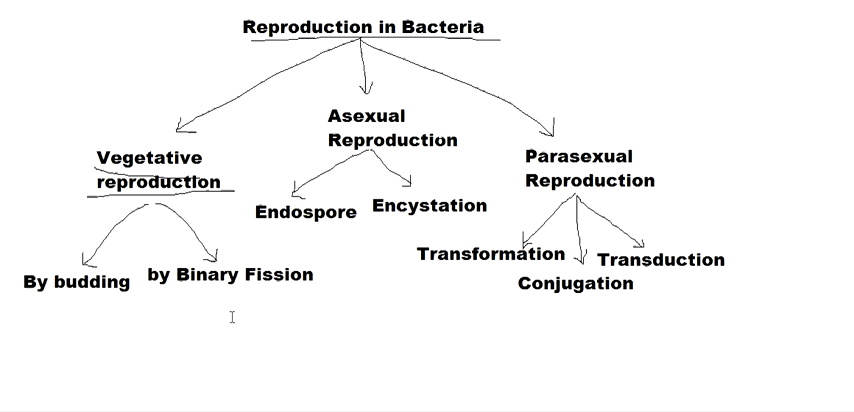 Reproduction in Bacteria
Asexual
Reproduction
Vegetative
reproduction
Parasexual
Reproduction
Endospore
Encystation
Transformation
Transduction
Conjugation
By budding
by Binary Fission